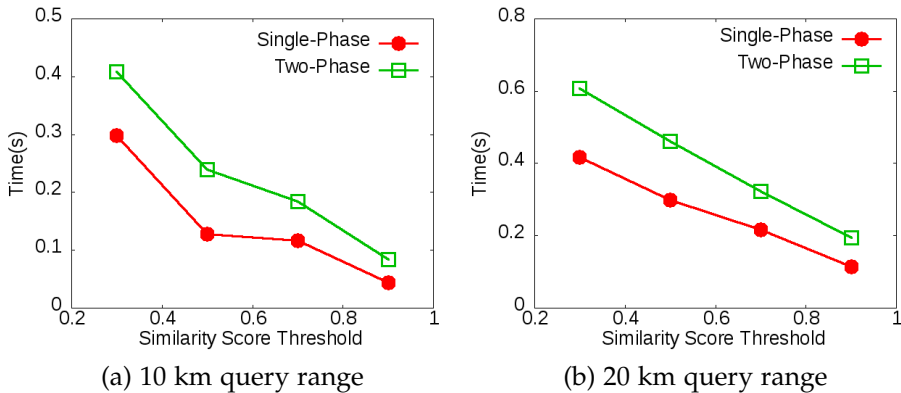 0.5
0.4
0.3
0.2
0.1
0
0.2
0.4
0.6
0.8
1
Time(s)
Similarity Score Threshold
Single-Phase
Two-Phase
(a) 10 km query range
0.8
0.6
0.4
0.2
0
0.2
0.4
0.6
0.8
1
Time(s)
Similarity Score Threshold
Single-Phase
Two-Phase
(b) 20 km query range